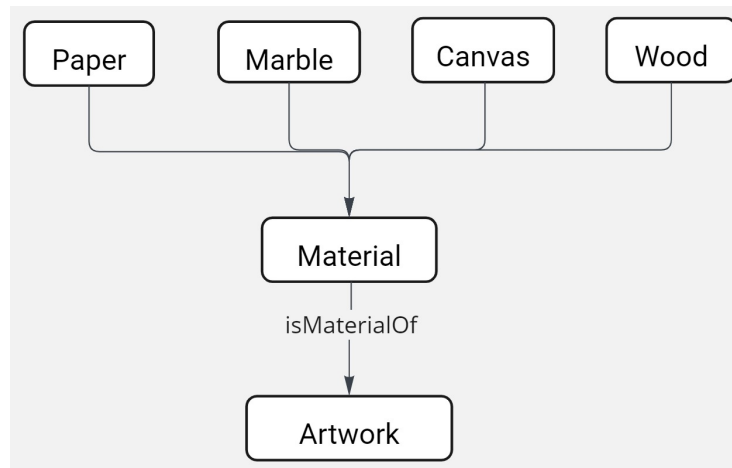 Paper
Marble
Canvas
Wood
Material
isMaterialOf
Artwork